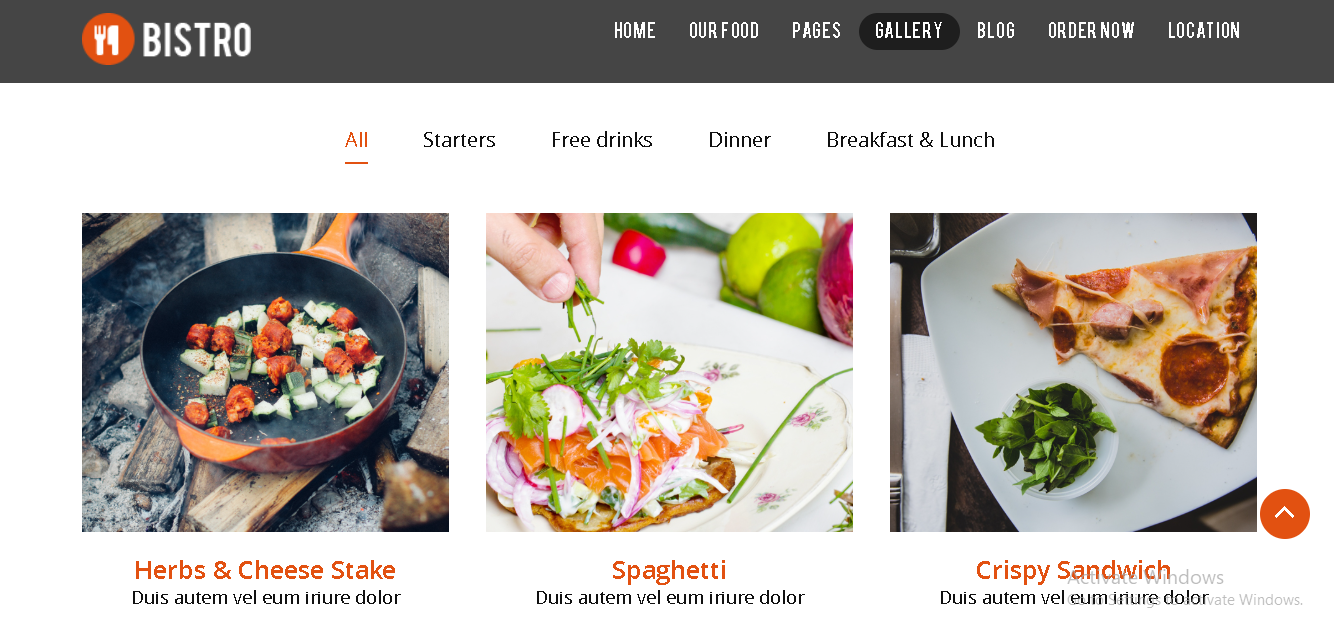 BISTRO HOME OUR FOOD PAGES GALLERY BLOG ORDER NOW LOCATION
All Starters Free drinks Dinner Breakfast & Lunch
Herbs & Cheese Stake Spaghetti Crispy Sandwich
Duis autem vel eum iriure dolor Duis autem vel eum iriure dolor Duis autem vel eum iriure dolor
Activate Windows
Go to Settings to activate Windows.